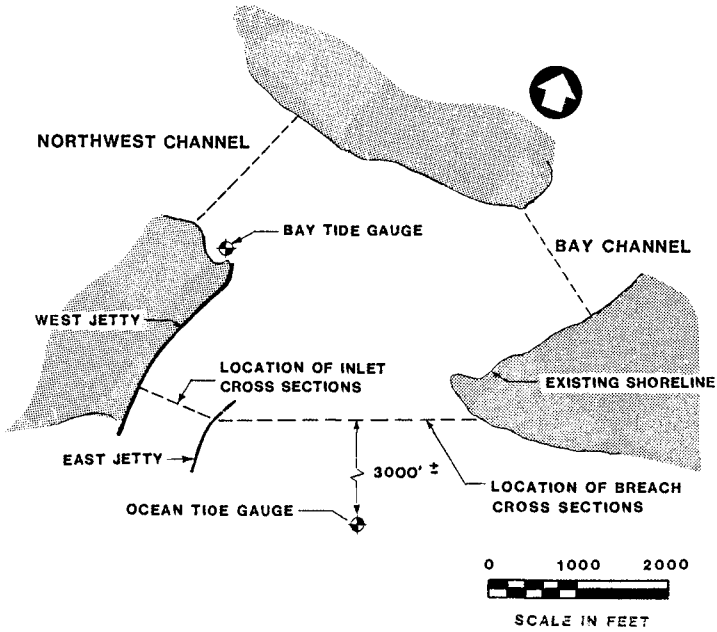 NORTHWEST CHANNEL
BAY TIDE GAUGE
BAY CHANNEL
WEST JETTY
LOCATION OF INLET
CROSS SECTIONS
EXISTING SHORELINE
EAST JETTY
3000' ±
LOCATION OF BREACH
CROSS SECTIONS
OCEAN TIDE GAUGE
0 1000 2000
SCALE IN FEET